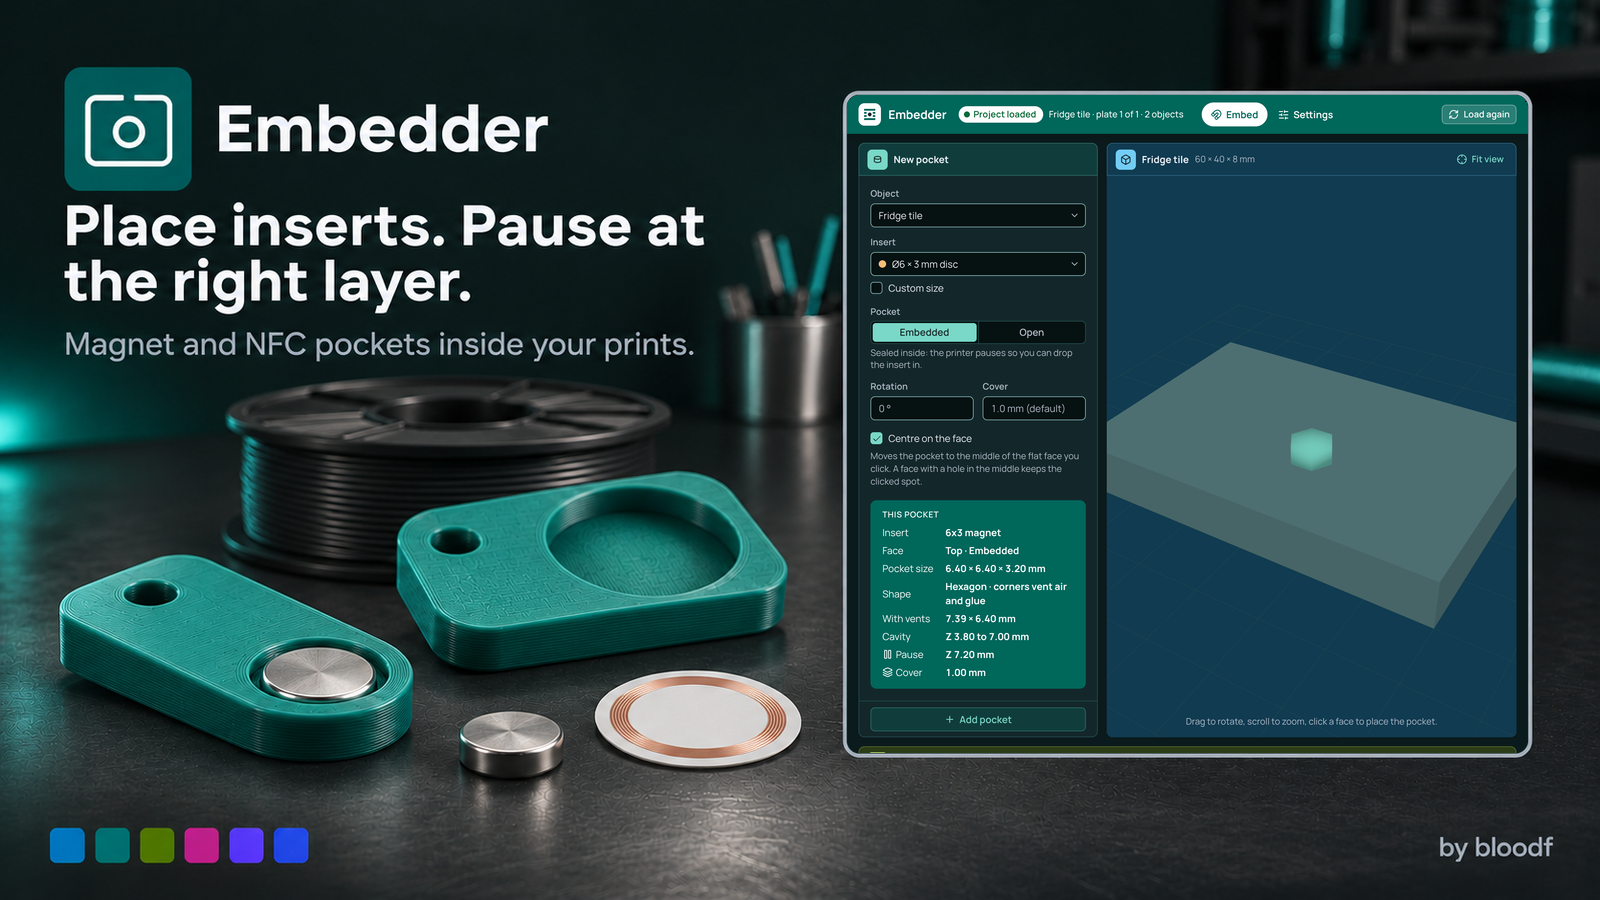 Embedder
Place inserts. Pause at
the right layer.
Magnet and NFC pockets inside your prints.
Embedder
Project loaded
Fridge tile · plate 1 of 1 · 2 objects
Embed
Settings
Load again
New pocket
Object
Fridge tile
Insert
Ø6 × 3 mm disc
Custom size
Pocket
Embedded
Open
Sealed inside: the printer pauses so you can drop
the insert in.
Rotation
Cover
0 °
1.0 mm (default)
Centre on the face
Moves the pocket to the middle of the flat face you
click. A face with a hole in the middle keeps the
clicked spot.
THIS POCKET
Insert 6x3 magnet
Face Top · Embedded
Pocket size 6.40 × 6.40 × 3.20 mm
Shape Hexagon · corners vent air
and glue
With vents 7.39 × 6.40 mm
Cavity Z 3.80 to 7.00 mm
Pause Z 7.20 mm
Cover 1.00 mm
+ Add pocket
Fridge tile 60 × 40 × 8 mm
Fit view
Drag to rotate, scroll to zoom, click a face to place the pocket.
by bloodf